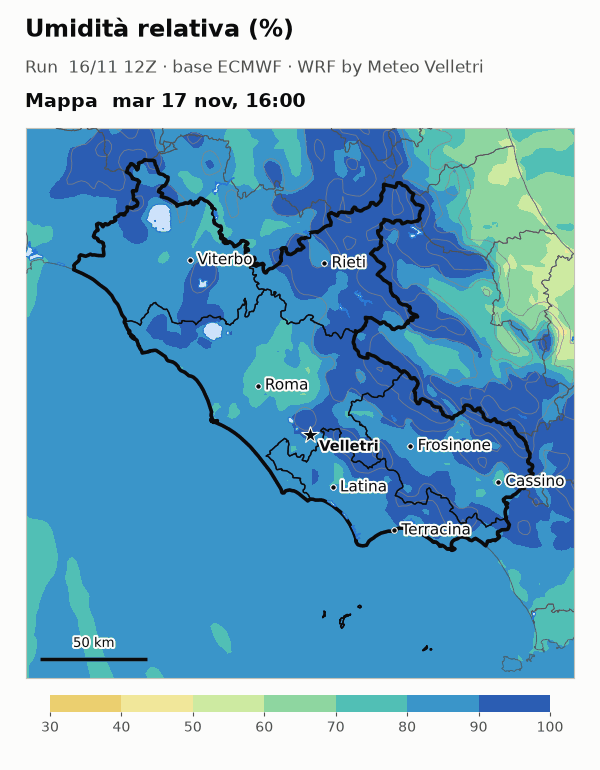 Umidità relativa (%)
Run  16/11 12Z · base ECMWF · WRF by Meteo Velletri
Mappa  mar 17 nov, 16:00
Viterbo
Rieti
Roma
Velletri
Frosinone
Cassino
Latina
Terracina
50 km
30 40 50 60 70 80 90 100